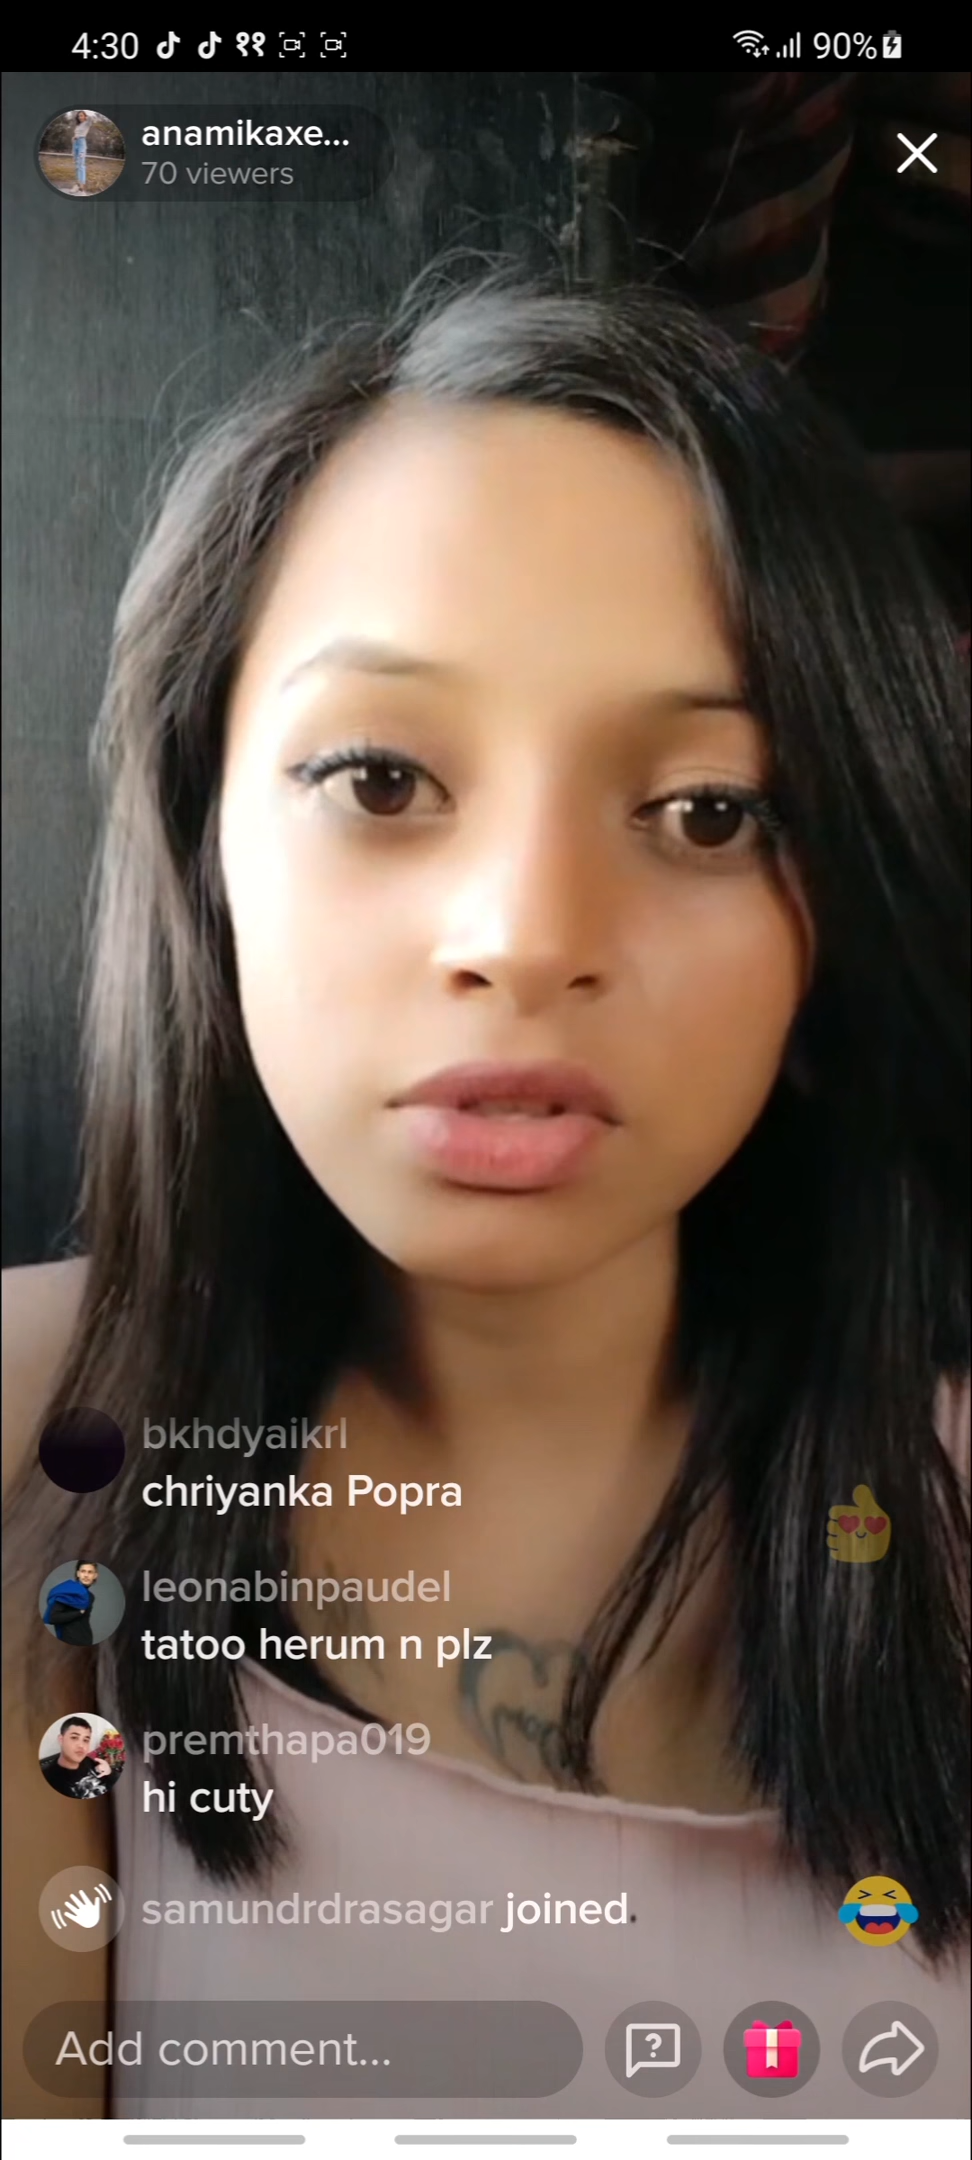 4:30 ११ 90%
anamikaxe...
70 viewers
bkhdyaikrl
chriyanka Popra
leonabinpaudel
tatoo herum n plz
premthapa019
hi cuty
samundrdrasagar joined.
Add comment...
?